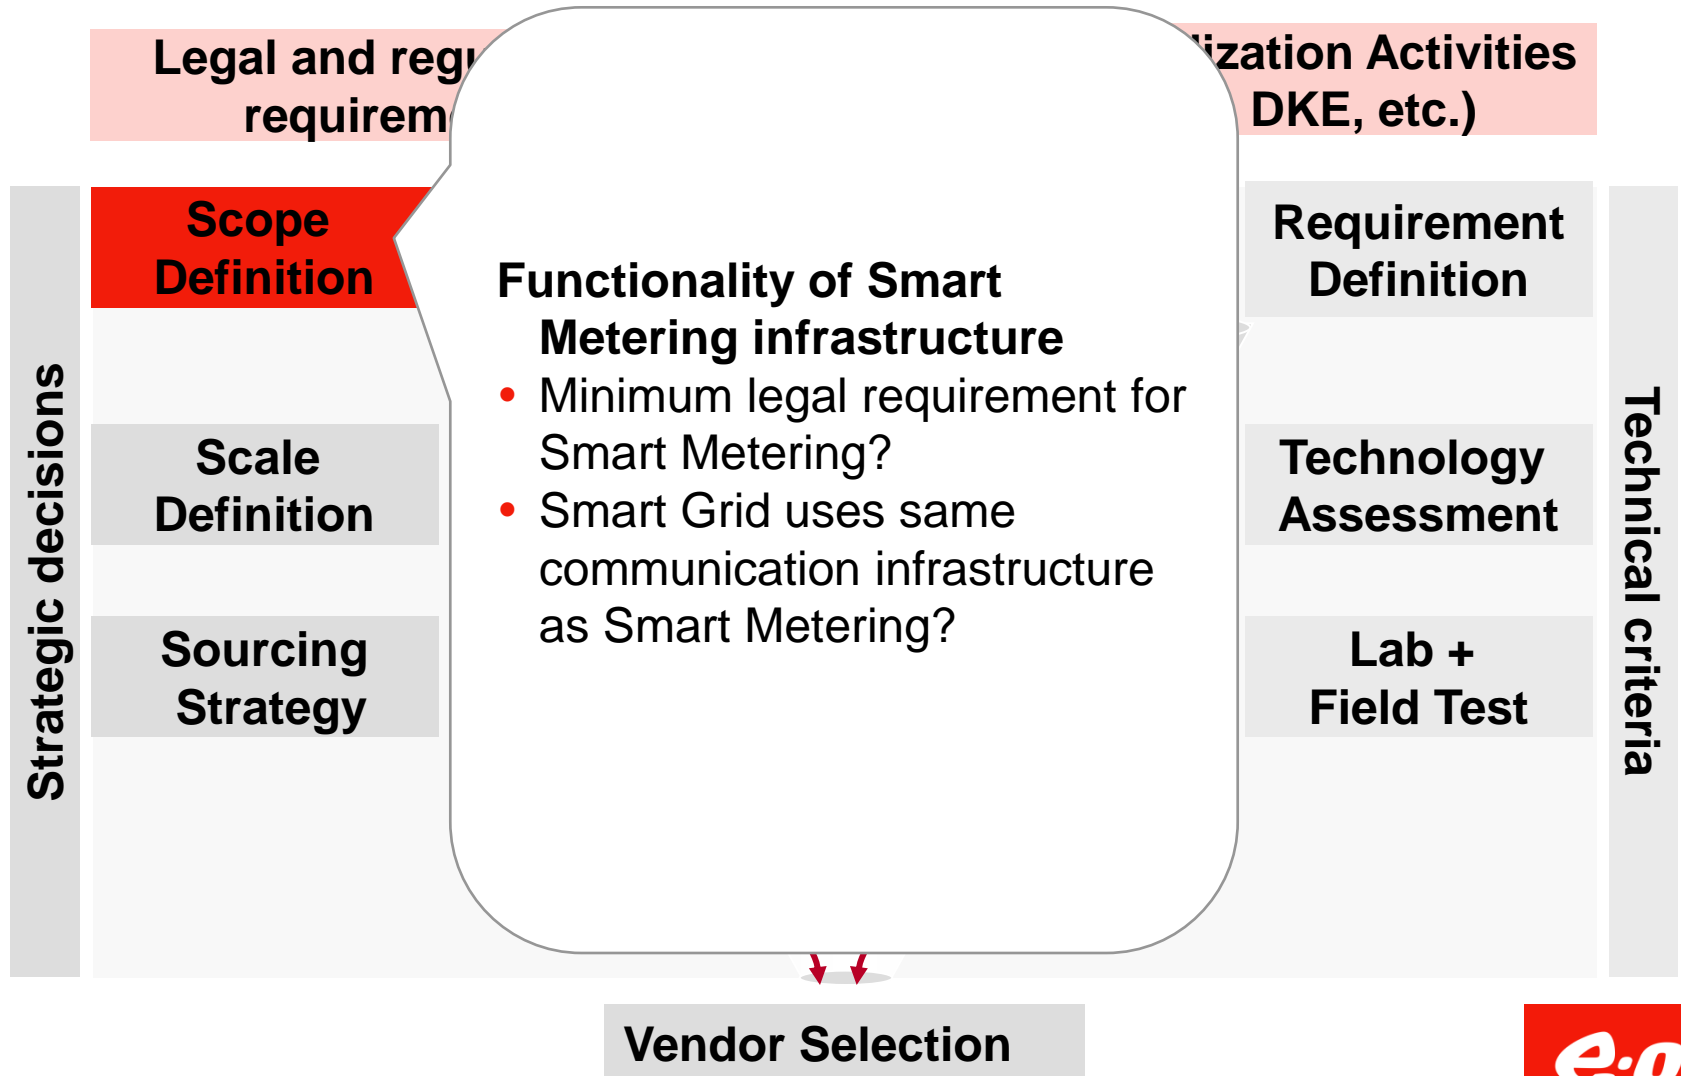 Legal and regu
requirem
lization Activities
DKE, etc.)
Strategic decisions
Scope
Definition
Scale
Definition
Sourcing
Strategy
Functionality of Smart
Metering infrastructure
• Minimum legal requirement for
Smart Metering?
• Smart Grid uses same
communication infrastructure
as Smart Metering?
Requirement
Definition
Technology
Assessment
Lab +
Field Test
Technical criteria
Vendor Selection